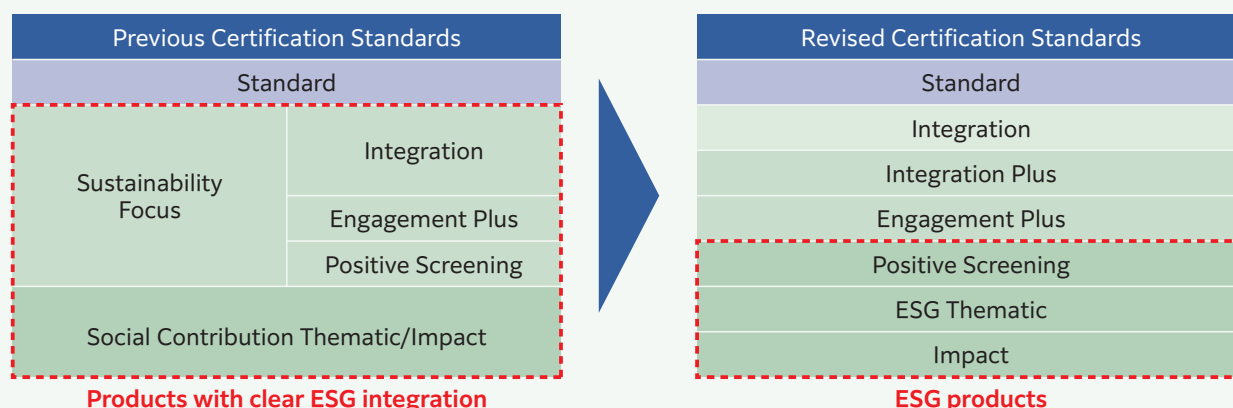 Previous Certification Standards
Standard
Sustainability
Focus
Integration
Engagement Plus
Positive Screening
Social Contribution Thematic/Impact
Products with clear ESG integration
Revised Certification Standards
Standard
Integration
Integration Plus
Engagement Plus
Positive Screening
ESG Thematic
Impact
ESG products